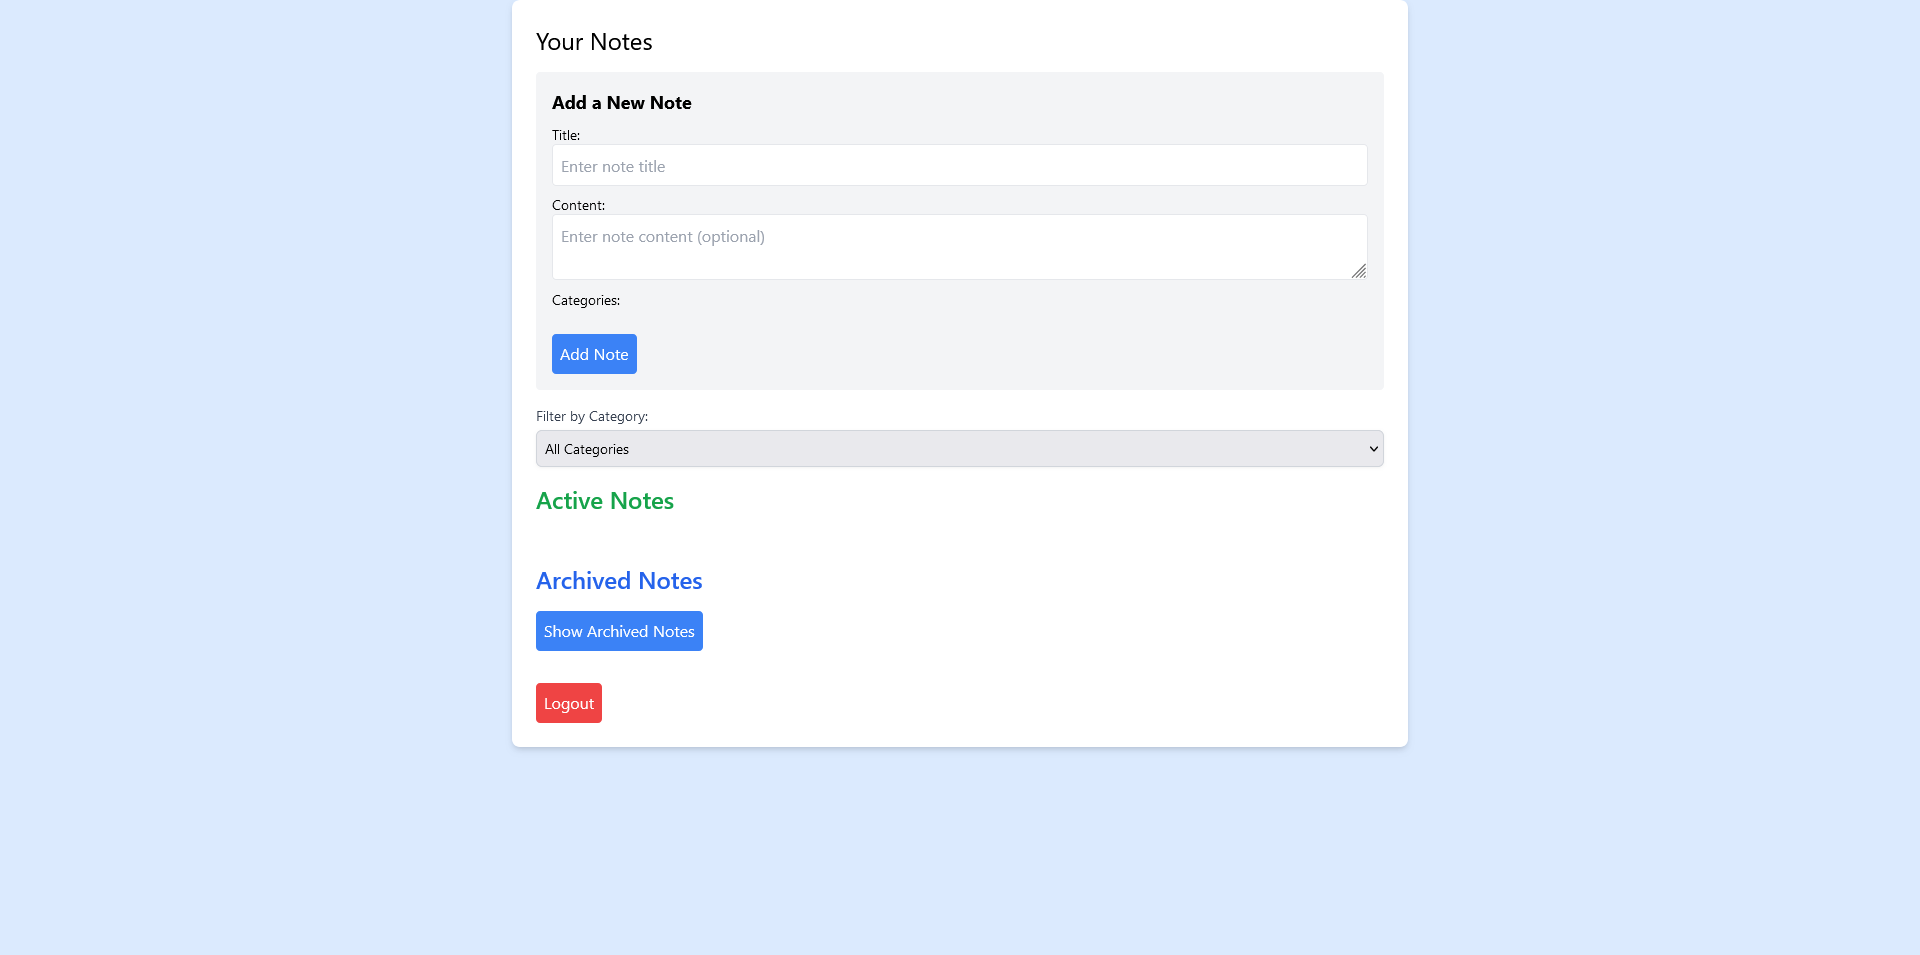 Your Notes
Add a New Note
Title:
Enter note title
Content:
Enter note content (optional)
Categories:
Add Note
Filter by Category:
All Categories
Active Notes
Archived Notes
Show Archived Notes
Logout